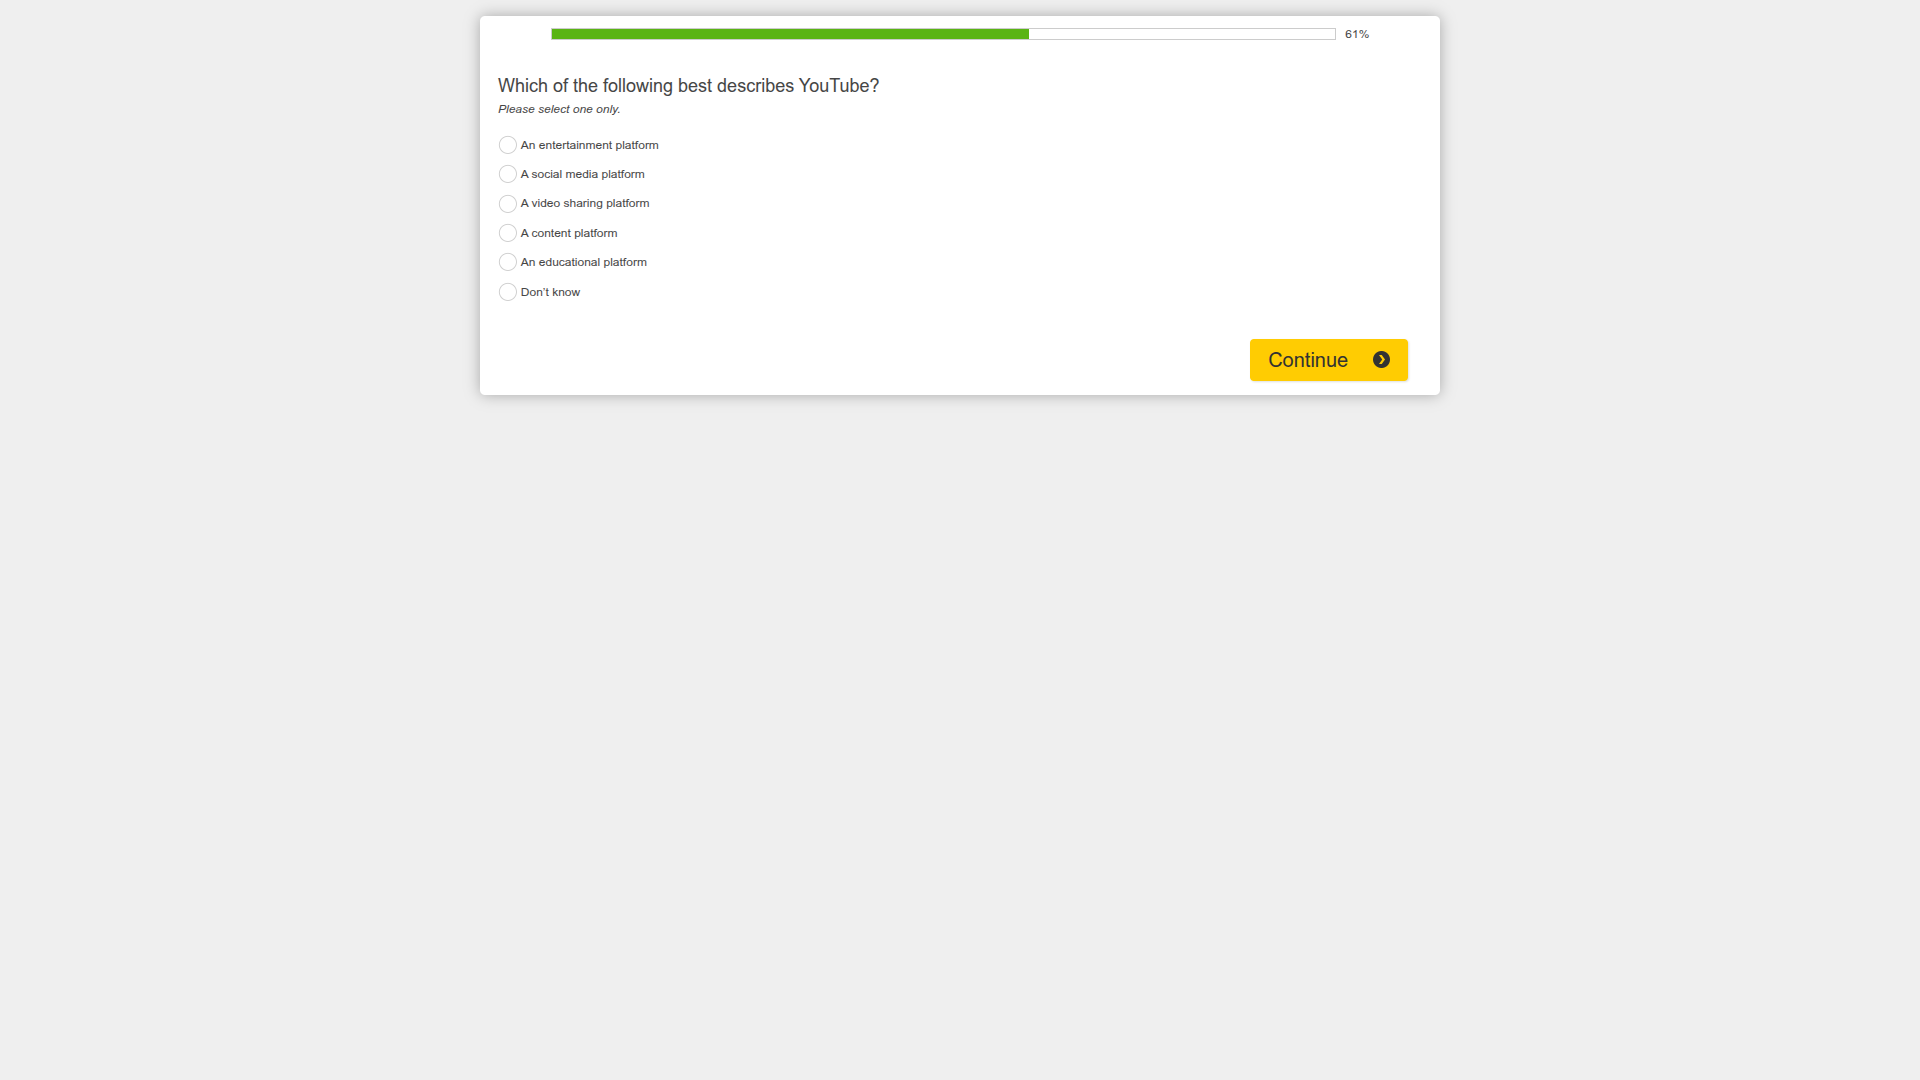 61%
Which of the following best describes YouTube?
Please select one only.
An entertainment platform
A social media platform
A video sharing platform
A content platform
An educational platform
Don’t know
Continue